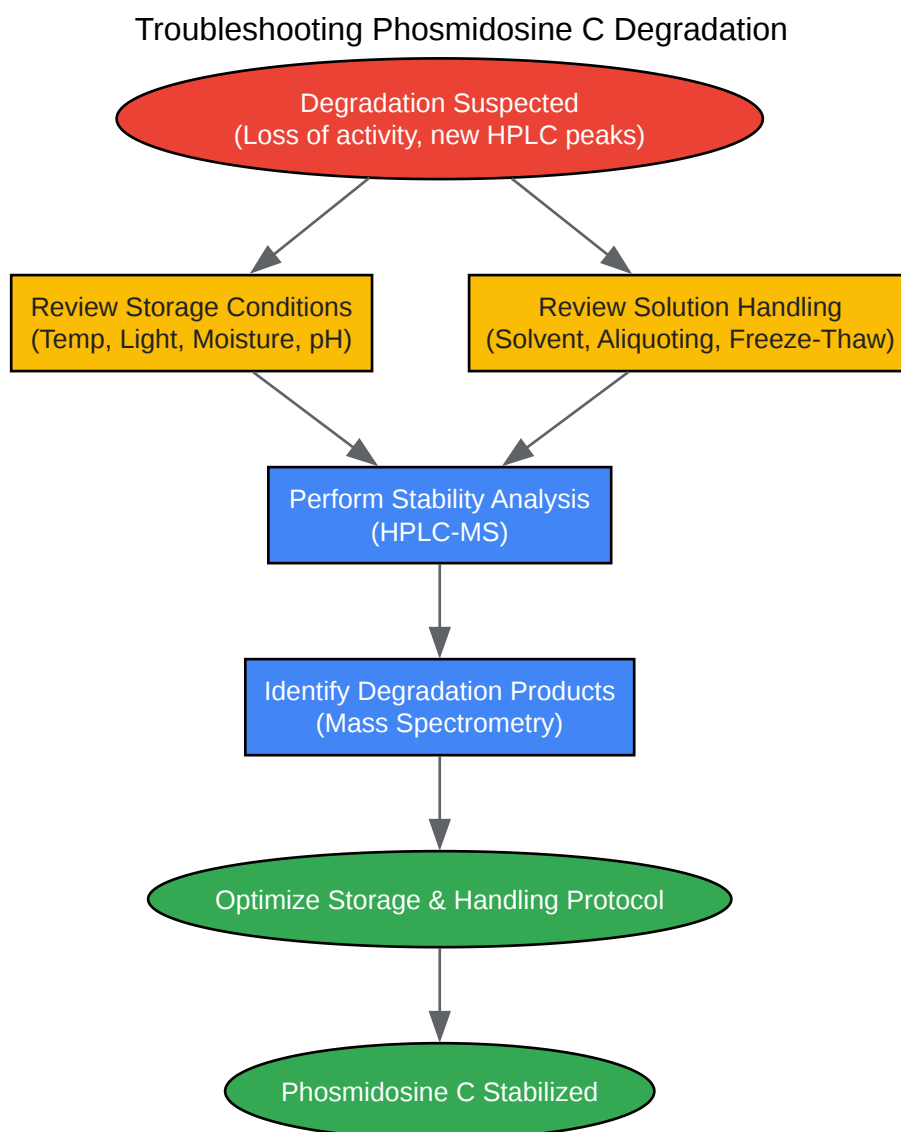 Troubleshooting Phosmidosine C Degradation
Degradation Suspected
(Loss of activity, new HPLC peaks)
Review Storage Conditions
(Temp, Light, Moisture, pH)
Review Solution Handling
(Solvent, Aliquoting, Freeze-Thaw)
Perform Stability Analysis
(HPLC-MS)
Identify Degradation Products
(Mass Spectrometry)
Optimize Storage & Handling Protocol
Phosmidosine C Stabilized